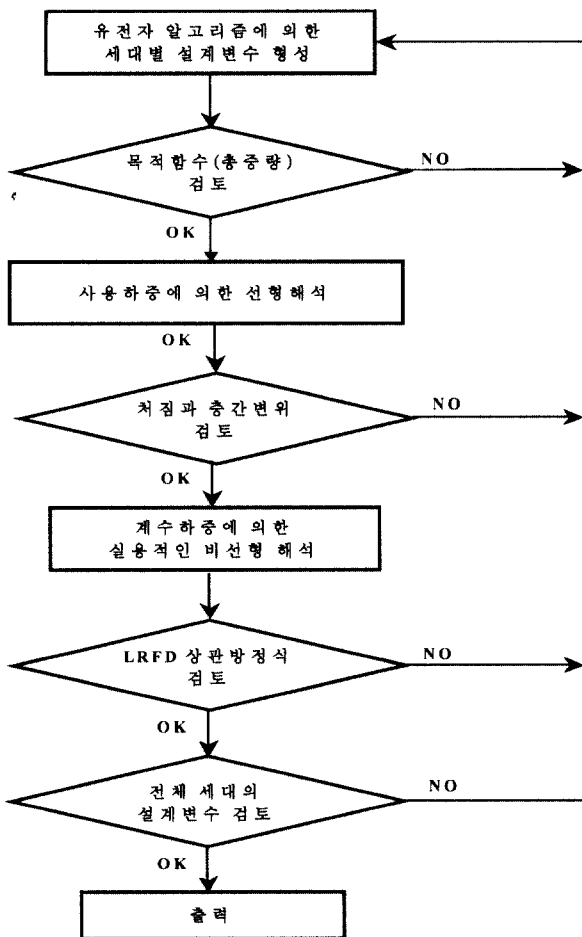 유전자 알고리즘에 의한
세대별 설계변수 형성
목적함수(총중량)
검토
NO
OK
사용하중에 의한 선형해석
OK
처짐과 층간변위
검토
NO
OK
계수하중에 의한
실용적인 비선형 해석
LRFD 상관방정식
검토
NO
OK
전체 세대의
설계변수 검토
NO
OK
출력